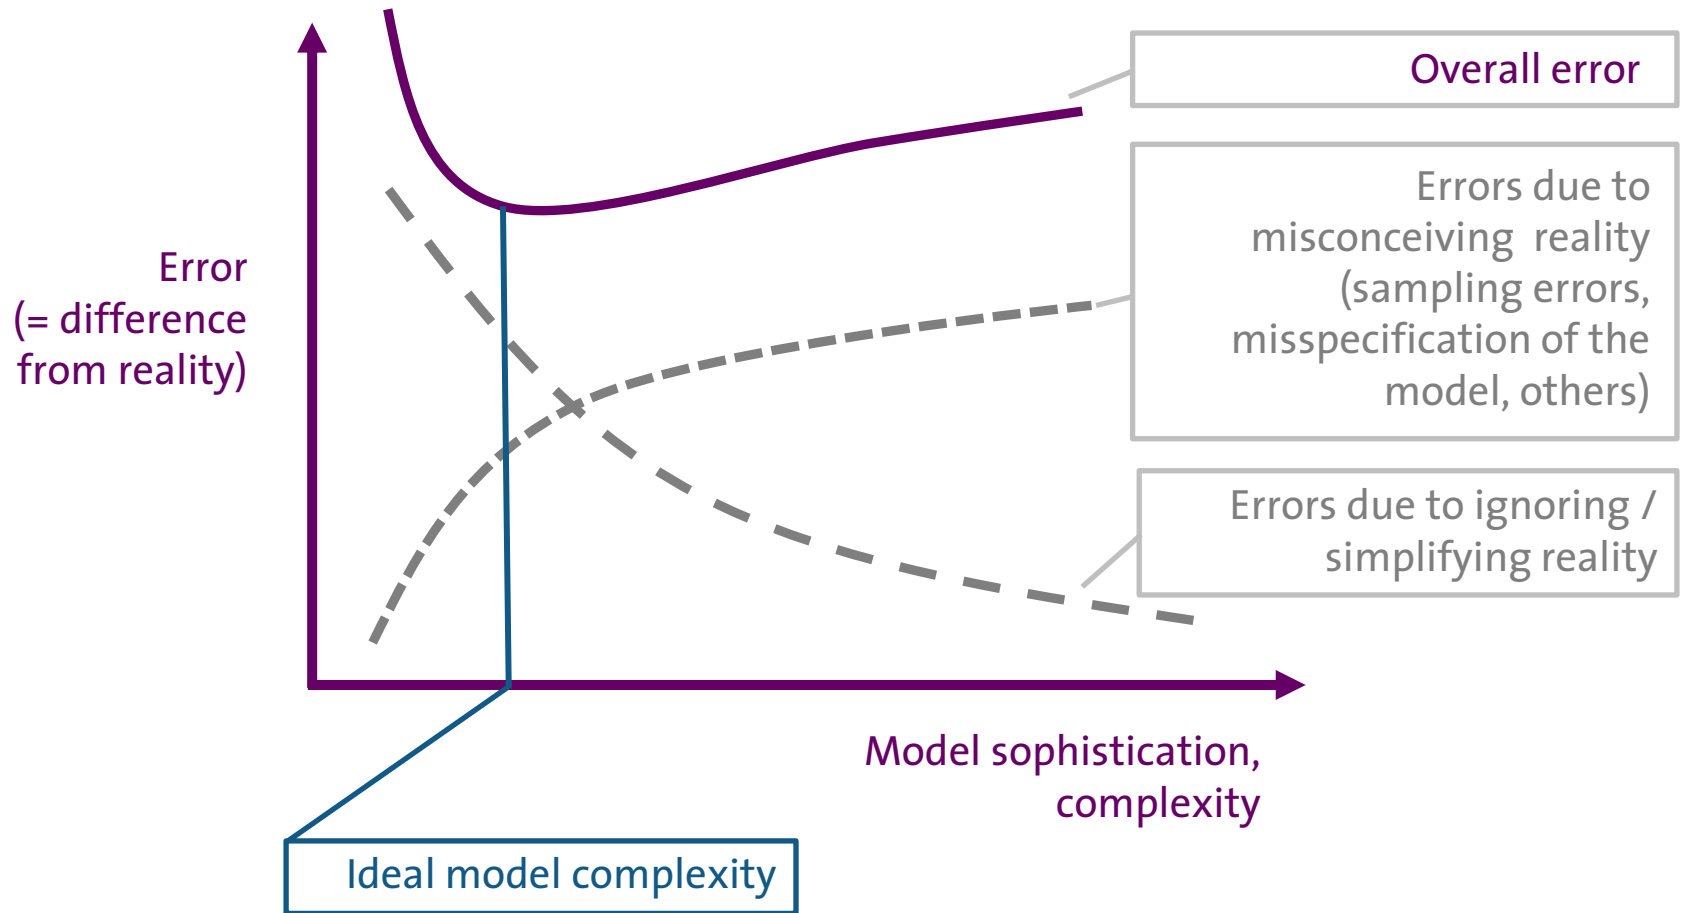 Overall error
Errors due to
misconceiving reality
(sampling errors,
misspecification of the
model, others)
Error
(= difference
from reality)
Errors due to ignoring /
simplifying reality
Model sophistication,
complexity
Ideal model complexity